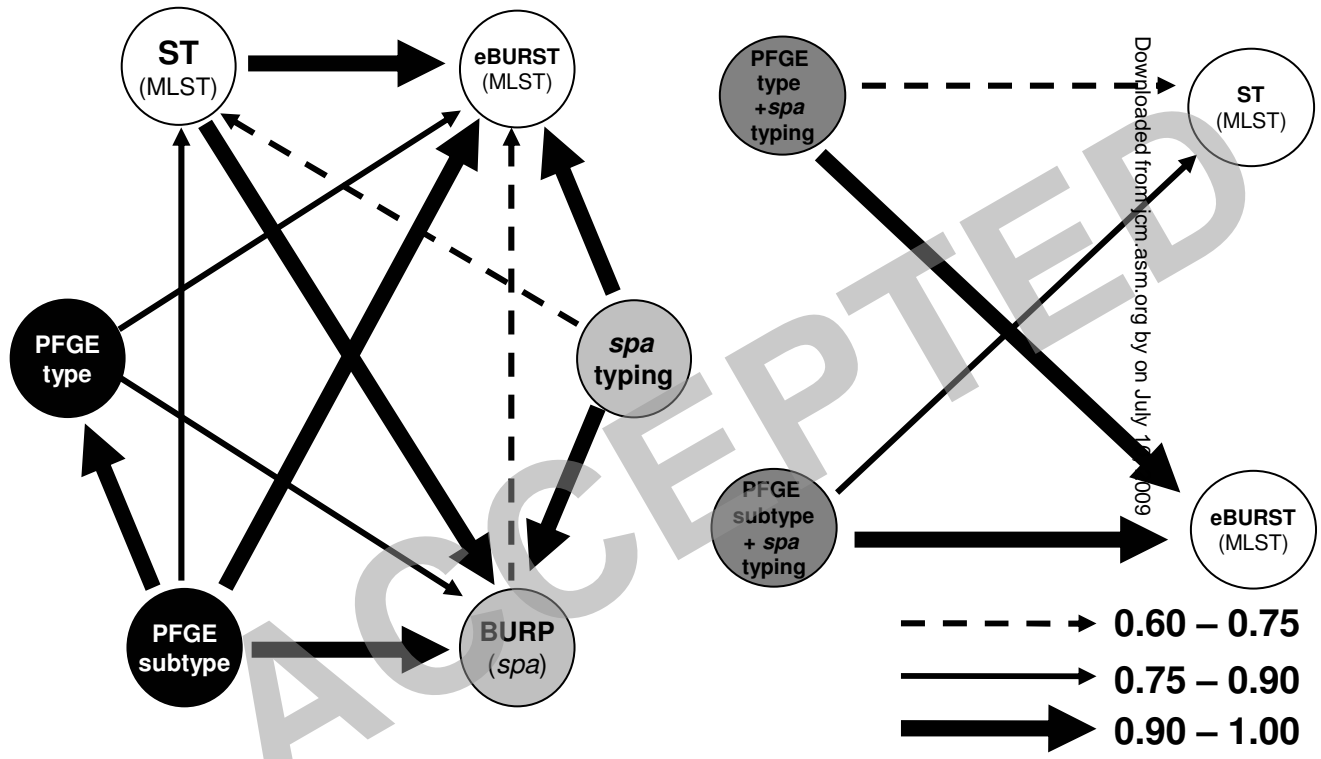 ST
(MLST)
eBURST
(MLST)
PFGE
type
spa
typing
PFGE
subtype
BURP
(spa)
PFGE
type
+spa
typing
ST
(MLST)
PFGE
subtype
+ spa
typing
eBURST
(MLST)
0.60 – 0.75
0.75 – 0.90
0.90 – 1.00
Downloaded from jcm.asm.org by on July
ACCEPTED